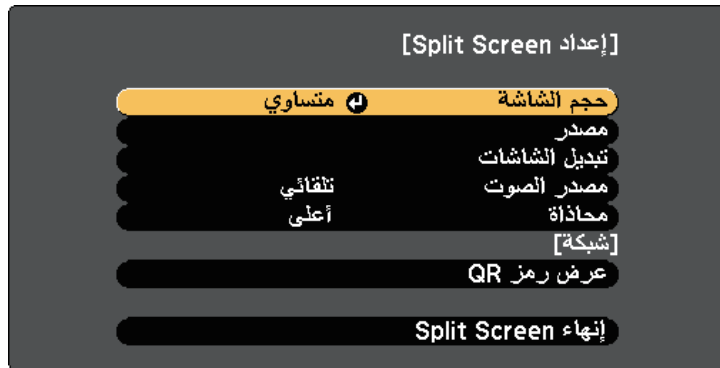 [إعداد Split Screen]
حجم الشاشة متساوي
مصدر
تبديل الشاشات
مصدر الصوت تلقائي
محاذاة أعلى
[شبكة]
عرض رمز QR
إنهاء Split Screen